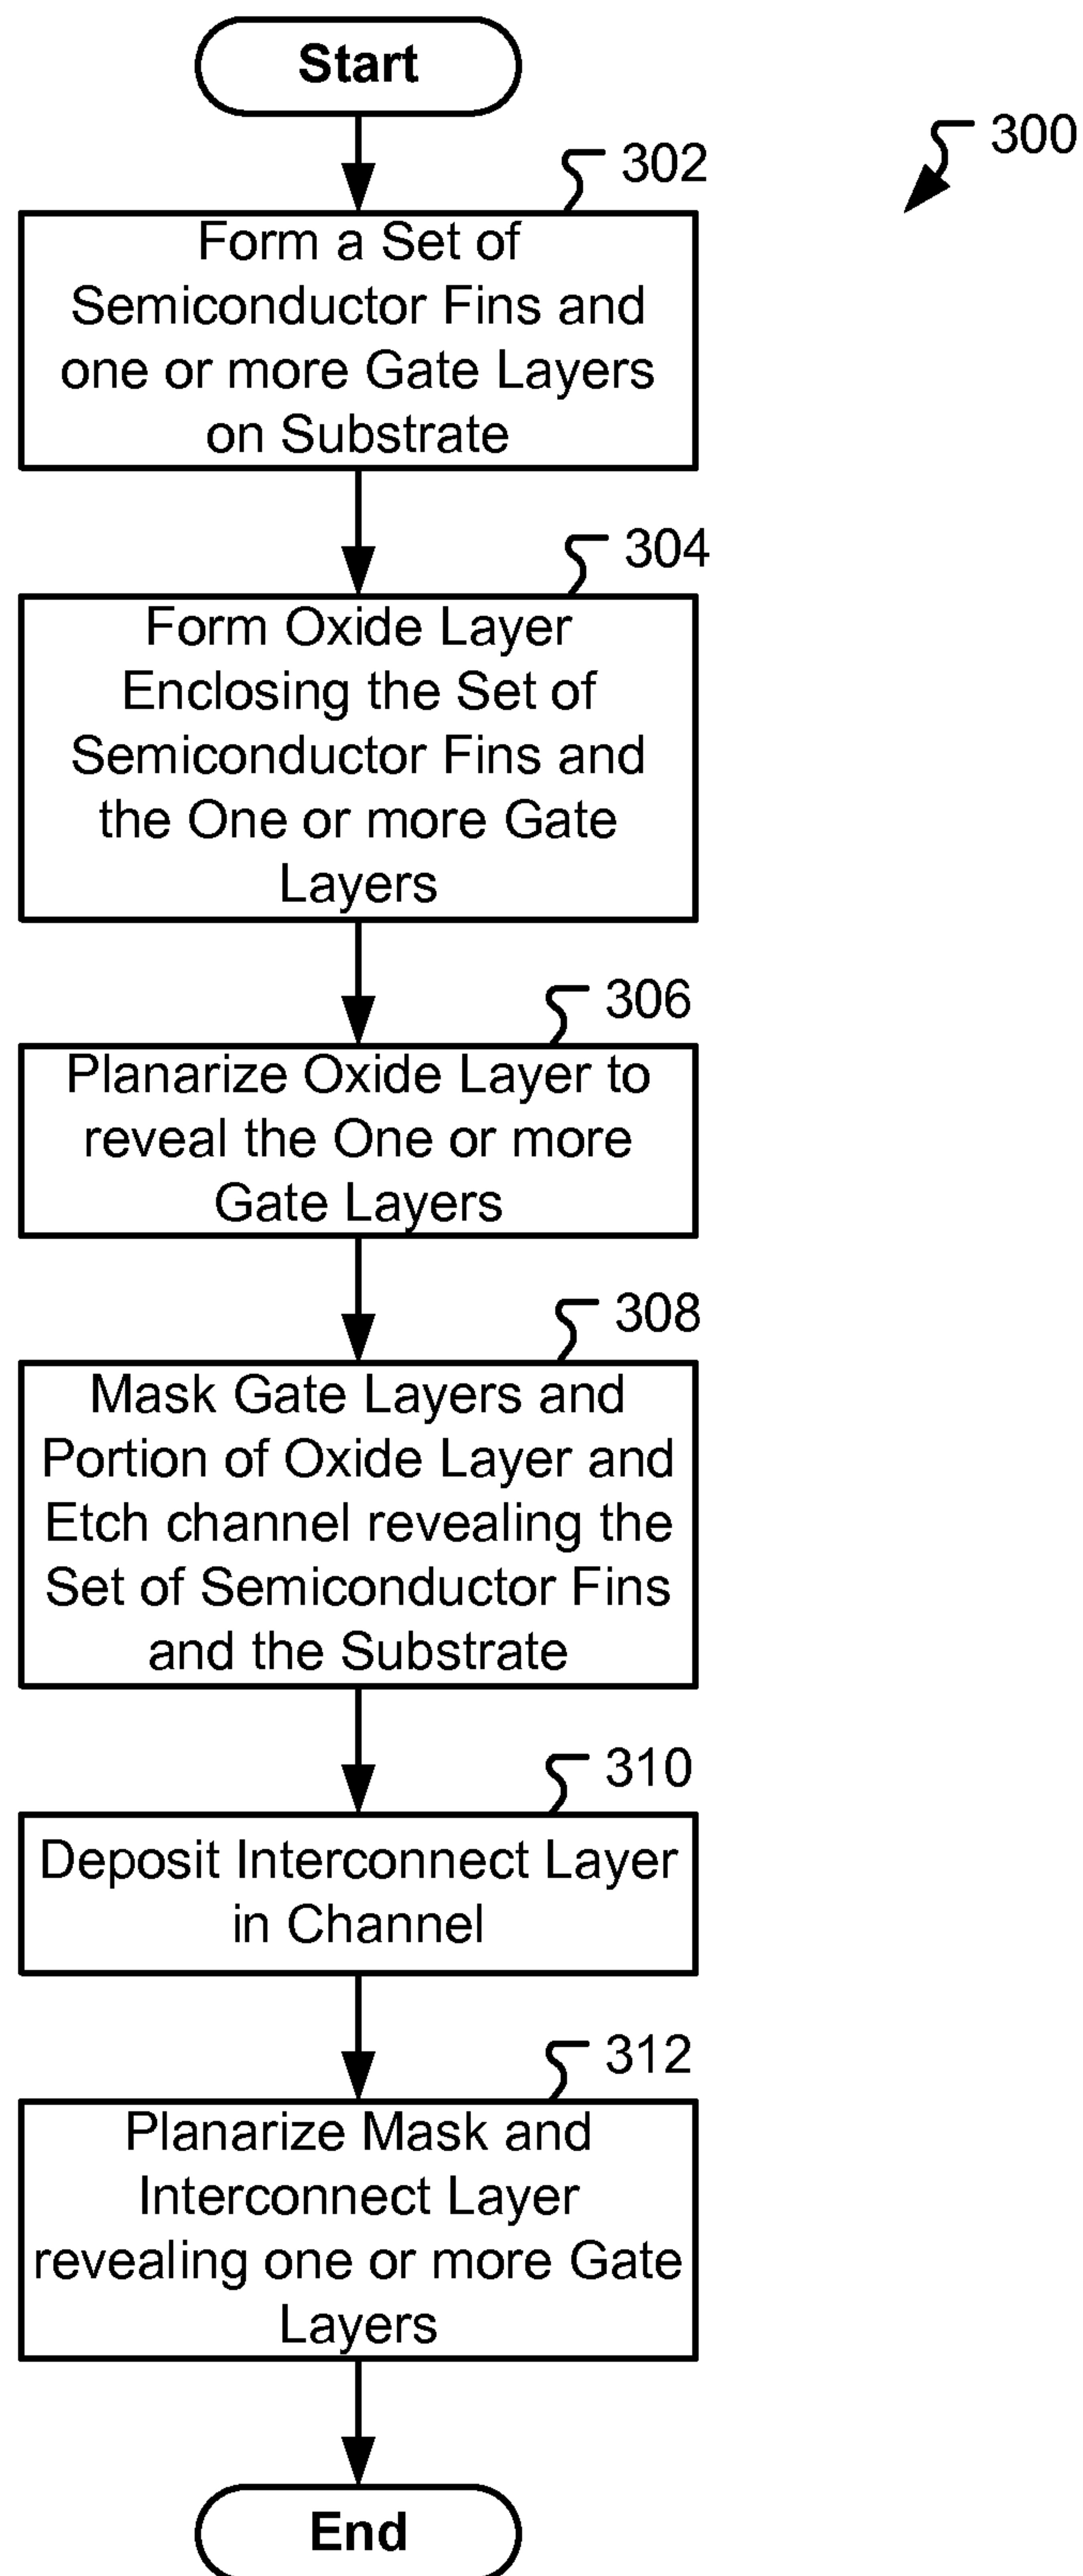 Start
300
302
Form a Set of
Semiconductor Fins and
one or more Gate Layers
on Substrate
304
Form Oxide Layer
Enclosing the Set of
Semiconductor Fins and
the One or more Gate
Layers
306
Planarize Oxide Layer to
reveal the One or more
Gate Layers
308
Mask Gate Layers and
Portion of Oxide Layer and
Etch channel revealing the
Set of Semiconductor Fins
and the Substrate
310
Deposit Interconnect Layer
in Channel
312
Planarize Mask and
Interconnect Layer
revealing one or more Gate
Layers
End